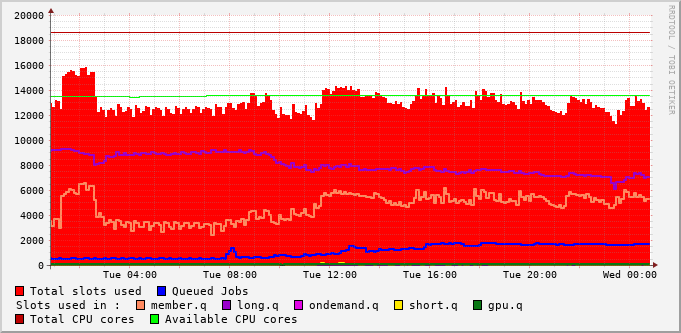 20000
18000
16000
14000
12000
10000
8000
6000
4000
2000
0
Tue 04:00 Tue 08:00 Tue 12:00 Tue 16:00 Tue 20:00 Wed 00:00
RRDTOOL / TOBI OETIKER
Total slots used Queued Jobs
Slots used in : member.q long.q ondemand.q short.q gpu.q
Total CPU cores Available CPU cores